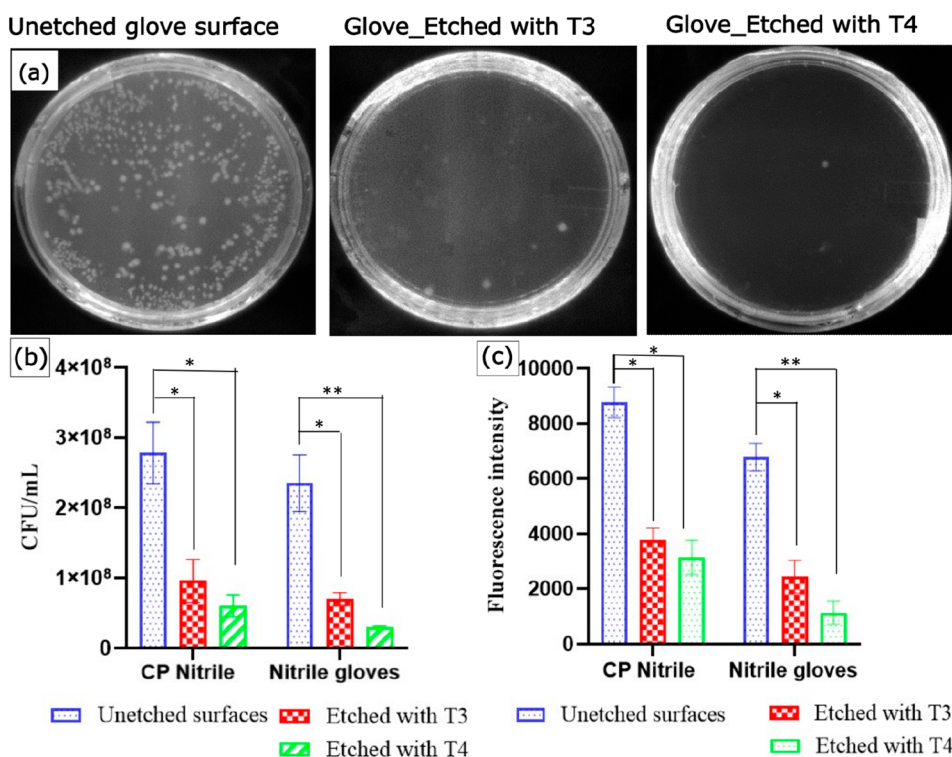 Unetched glove surface
Glove_Etched with T3
Glove_Etched with T4
(a)
(b)
4×10⁸
3×10⁸
2×10⁸
1×10⁸
0
CFU/mL
*
*
**
*
CP Nitrile
Nitrile gloves
Unetched surfaces
Etched with T3
Etched with T4
(c)
10000
8000
6000
4000
2000
0
Fluorescence intensity
*
*
**
*
CP Nitrile
Nitrile gloves
Unetched surfaces
Etched with T3
Etched with T4